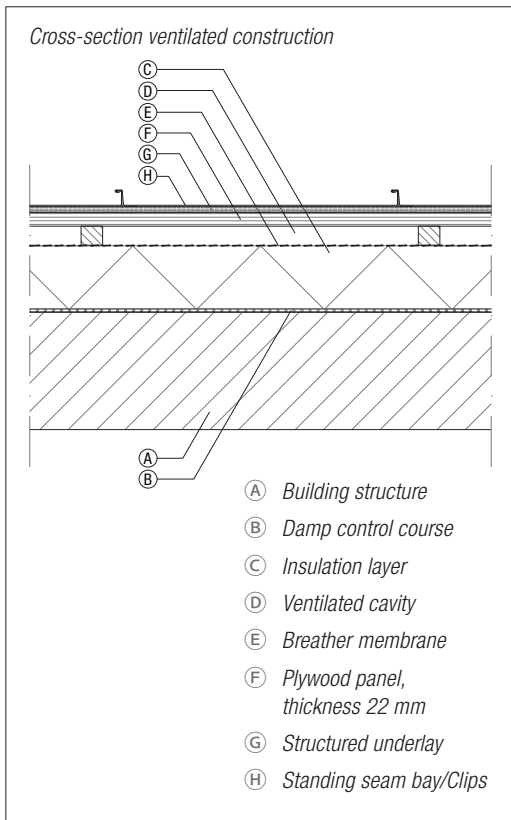 Cross-section ventilated construction
C
D
E
F
G
H
A
B
A Building structure
B Damp control course
C Insulation layer
D Ventilated cavity
E Breather membrane
F Plywood panel,
thickness 22 mm
G Structured underlay
H Standing seam bay/Clips